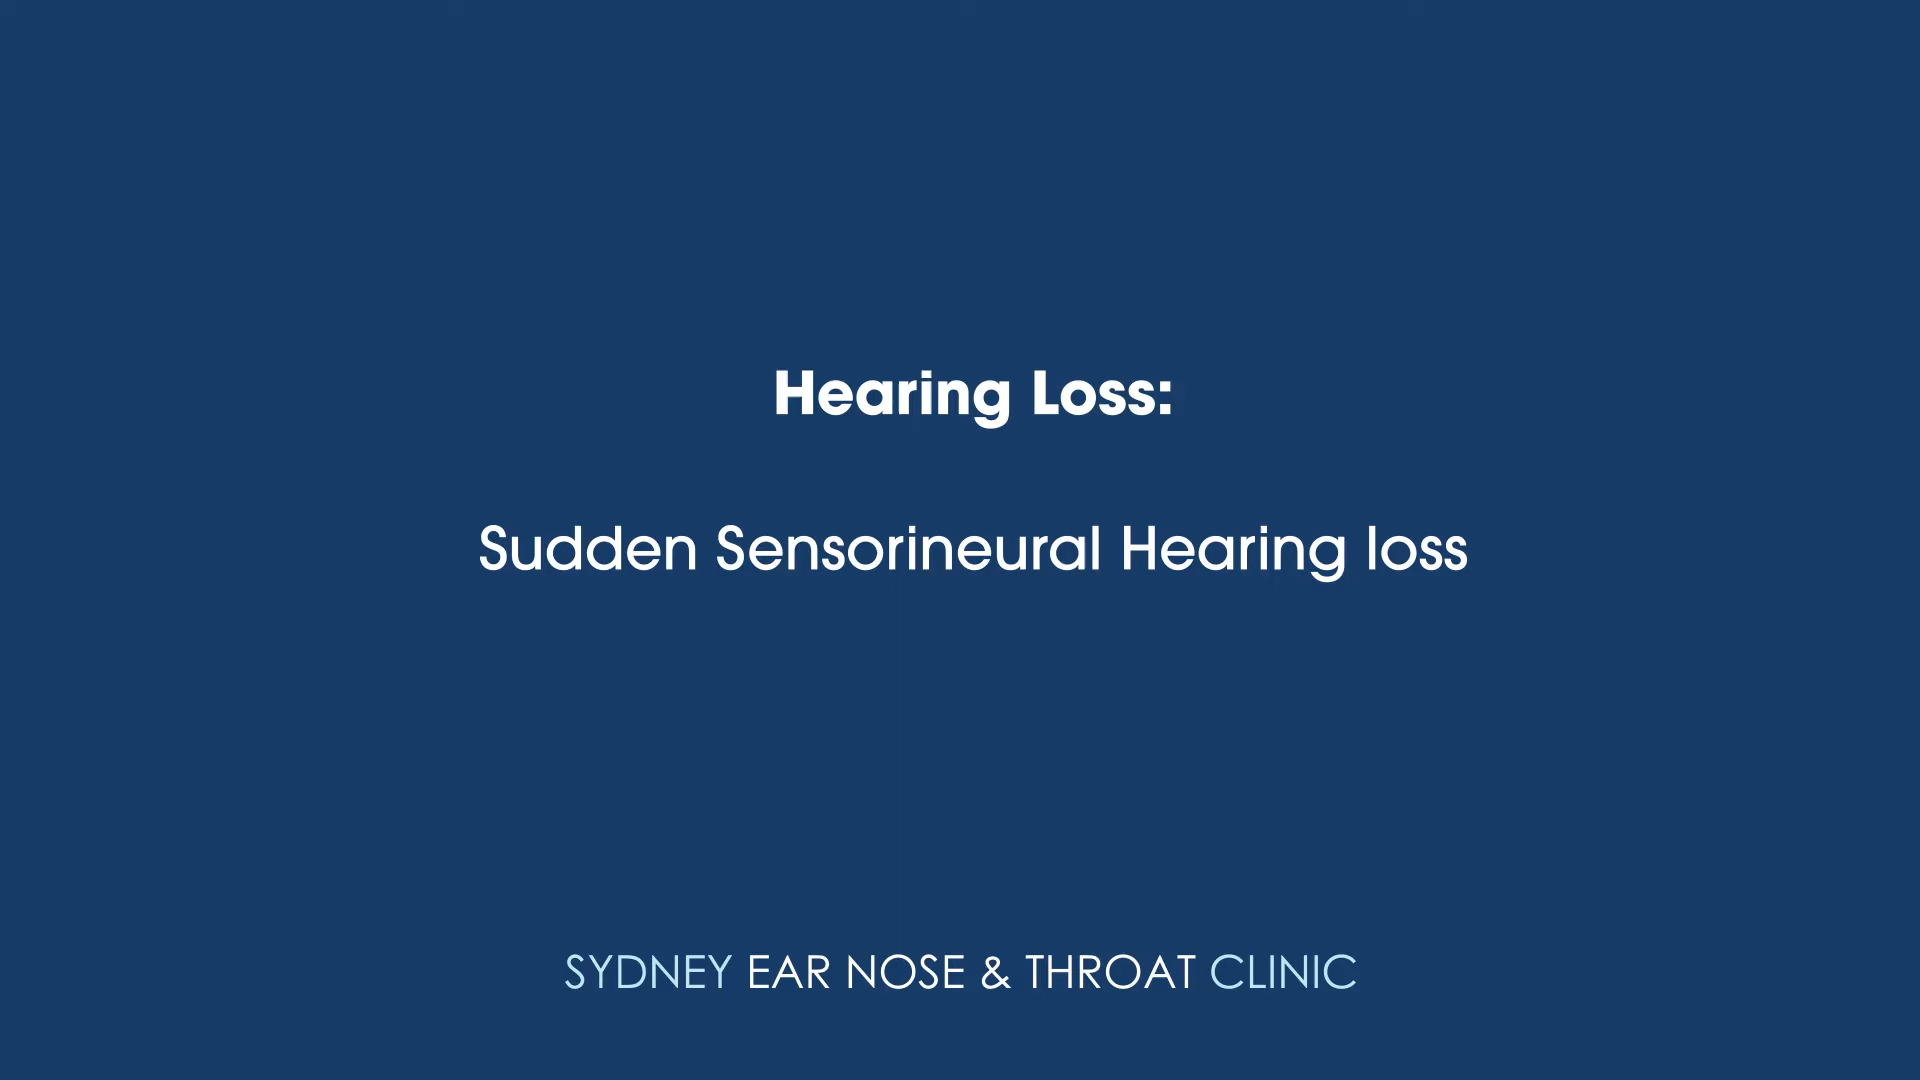 Hearing Loss:
Sudden Sensorineural Hearing loss
SYDNEY EAR NOSE & THROAT CLINIC